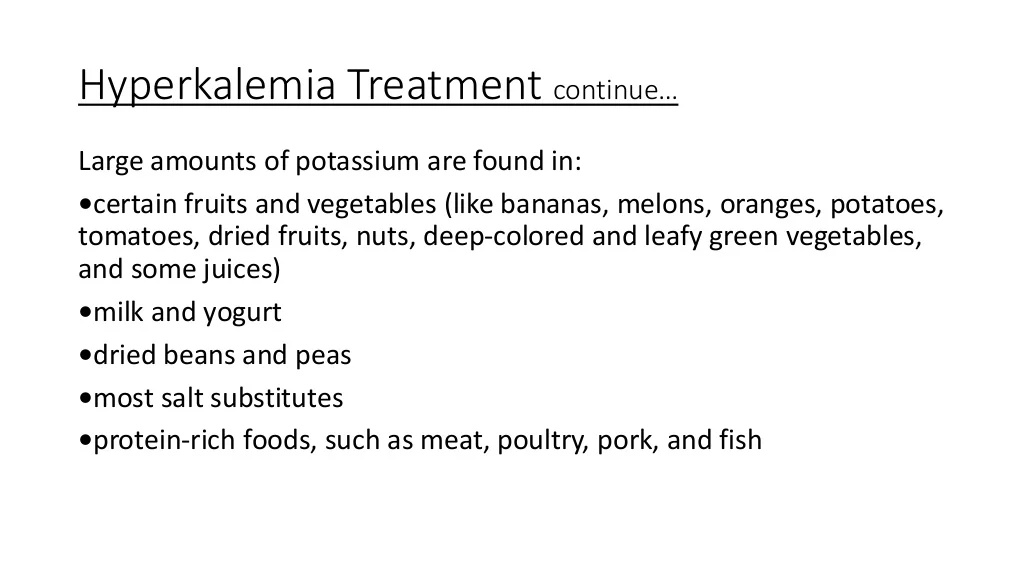 Hyperkalemia Treatment continue…
Large amounts of potassium are found in:
•certain fruits and vegetables (like bananas, melons, oranges, potatoes,
tomatoes, dried fruits, nuts, deep-colored and leafy green vegetables,
and some juices)
•milk and yogurt
•dried beans and peas
•most salt substitutes
•protein-rich foods, such as meat, poultry, pork, and fish